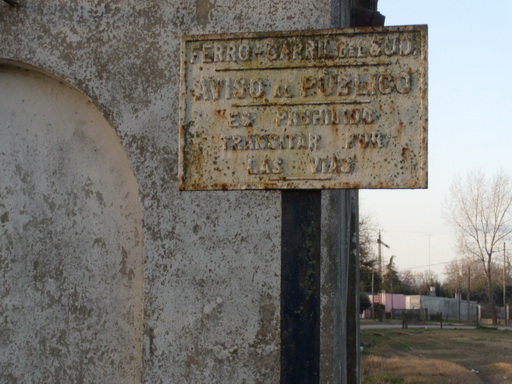 FERRO-CARRIL DEL SUD.
AVISO AL PUBLICO
ES PROHIBIDO
TRANSITAR POR
LAS VIAS